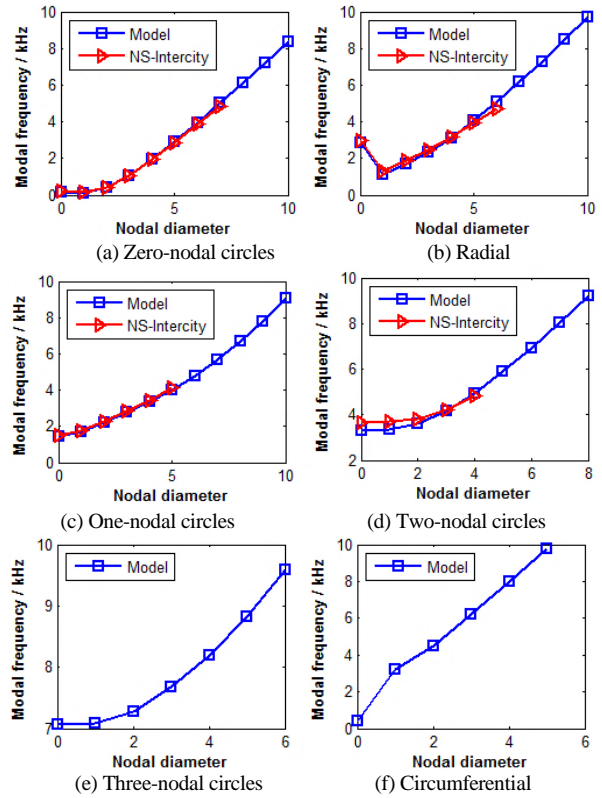 10
8
6
4
2
0
Modal frequency / kHz
Model
NS-Intercity
0
5
10
Nodal diameter
(a) Zero-nodal circles
10
8
6
4
2
0
Modal frequency / kHz
Model
NS-Intercity
0
5
10
Nodal diameter
(b) Radial
10
8
6
4
2
0
Modal frequency / kHz
Model
NS-Intercity
0
5
10
Nodal diameter
(c) One-nodal circles
10
8
6
4
2
Modal frequency / kHz
Model
NS-Intercity
0
2
4
6
8
Nodal diameter
(d) Two-nodal circles
10
9
8
7
Modal frequency / kHz
Model
0
2
4
6
Nodal diameter
(e) Three-nodal circles
10
8
6
4
2
0
Modal frequency / kHz
Model
0
1
2
3
4
5
6
Nodal diameter
(f) Circumferential